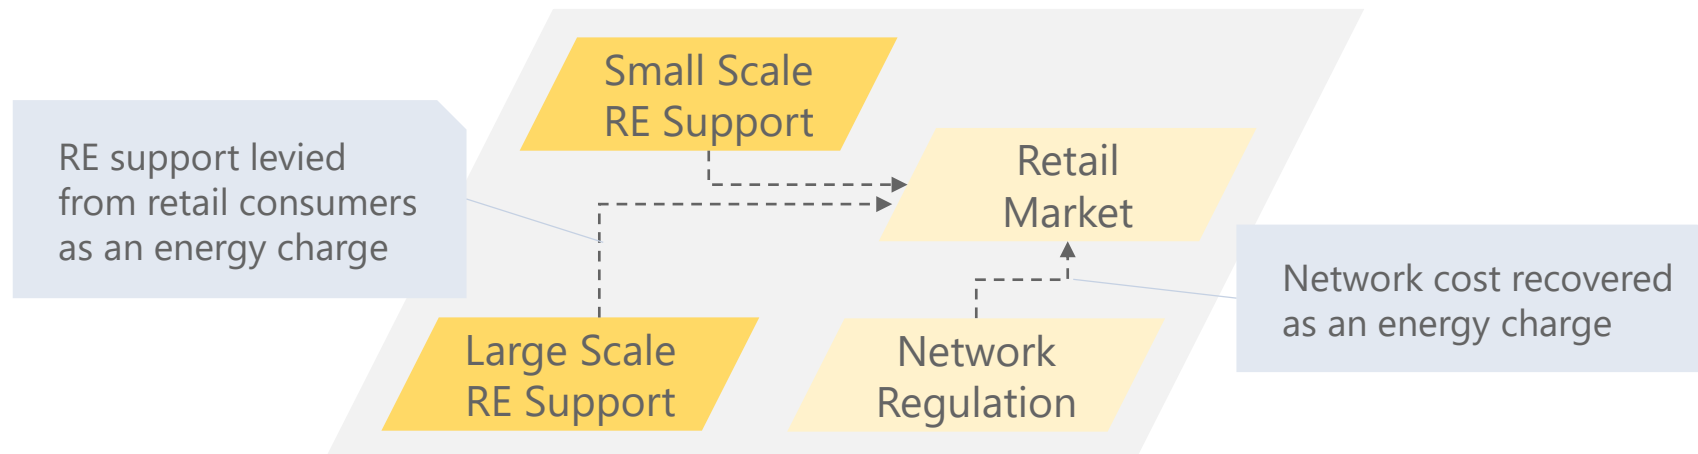 Small Scale
RE Support
RE support levied
from retail consumers
as an energy charge
Retail
Market
Network cost recovered
as an energy charge
Large Scale
RE Support
Network
Regulation